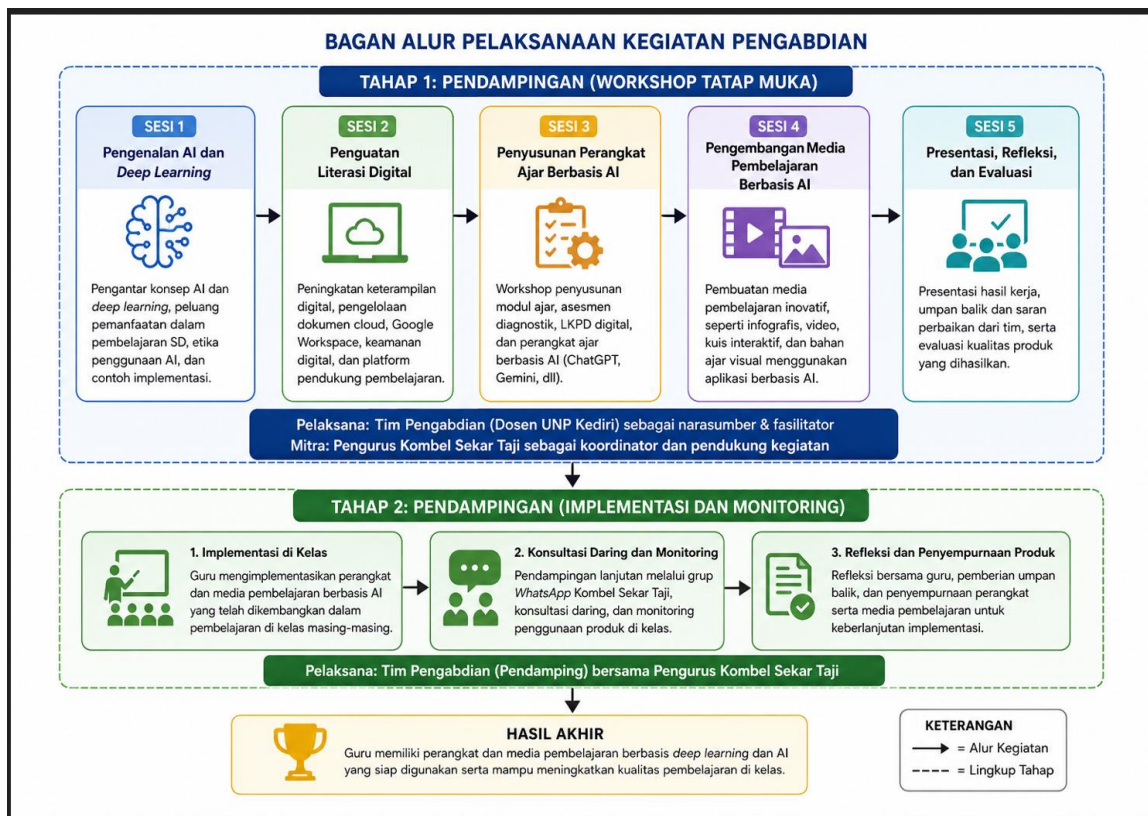 BAGAN ALUR PELAKSANAAN KEGIATAN PENGABDIAN
TAHAP 1: PENDAMPINGAN (WORKSHOP TATAP MUKA)
SESI 1
Pengenalan AI dan
Deep Learning
Pengantar konsep AI dan
deep learning, peluang
pemanfaatan dalam
pembelajaran SD, etika
penggunaan AI, dan
contoh implementasi.
SESI 2
Penguatan
Literasi Digital
Peningkatan keterampilan
digital, pengelolaan
dokumen cloud, Google
Workspace, keamanan
digital, dan platform
pendukung pembelajaran.
SESI 3
Penyusunan Perangkat
Ajar Berbasis AI
Workshop penyusunan
modul ajar, asesmen
diagnostik, LKPD digital,
dan perangkat ajar
berbasis AI (ChatGPT,
Gemini, dll).
SESI 4
Pengembangan Media
Pembelajaran
Berbasis AI
Pembuatan media
pembelajaran inovatif,
seperti infografis, video,
kuis interaktif, dan bahan
ajar visual menggunakan
aplikasi berbasis AI.
SESI 5
Presentasi, Refleksi,
dan Evaluasi
Presentasi hasil kerja,
umpan balik dan saran
perbaikan dari tim, serta
evaluasi kualitas produk
yang dihasilkan.
Pelaksana: Tim Pengabdian (Dosen UNP Kediri) sebagai narasumber & fasilitator
Mitra: Pengurus Kombel Sekar Taji sebagai koordinator dan pendukung kegiatan
TAHAP 2: PENDAMPINGAN (IMPLEMENTASI DAN MONITORING)
1. Implementasi di Kelas
Guru mengimplementasikan perangkat
dan media pembelajaran berbasis AI
yang telah dikembangkan dalam
pembelajaran di kelas masing-masing.
2. Konsultasi Daring dan Monitoring
Pendampingan lanjutan melalui grup
WhatsApp Kombel Sekar Taji,
konsultasi daring, dan monitoring
penggunaan produk di kelas.
3. Refleksi dan Penyempurnaan Produk
Refleksi bersama guru, pemberian umpan
balik, dan penyempurnaan perangkat
serta media pembelajaran untuk
keberlanjutan implementasi.
Pelaksana: Tim Pengabdian (Pendamping) bersama Pengurus Kombel Sekar Taji
HASIL AKHIR
Guru memiliki perangkat dan media pembelajaran berbasis deep learning dan AI
yang siap digunakan serta mampu meningkatkan kualitas pembelajaran di kelas.
KETERANGAN
= Alur Kegiatan
= Lingkup Tahap